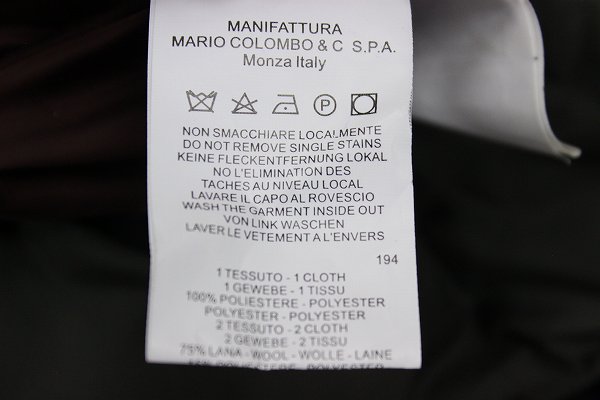 MANIFATTURA
MARIO COLOMBO & C S.P.A.
Monza Italy
P
NON SMACCHIARE LOCALMENTE
DO NOT REMOVE SINGLE STAINS
KEINE FLECKENTFERNUNG LOKAL
NO L'ELIMINATION DES
TACHES AU NIVEAU LOCAL
LAVARE IL CAPO AL ROVESCIO
WASH THE GARMENT INSIDE OUT
VON LINK WASCHEN
LAVER LE VETEMENT A L'ENVERS
194
1 TESSUTO - 1 CLOTH
1 GEWEBE - 1 TISSU
100% POLIESTERE - POLYESTER
POLYESTER - POLYESTER
2 TESSUTO - 2 CLOTH
2 GEWEBE - 2 TISSU
75% LANA - WOOL - WOLLE - LAINE